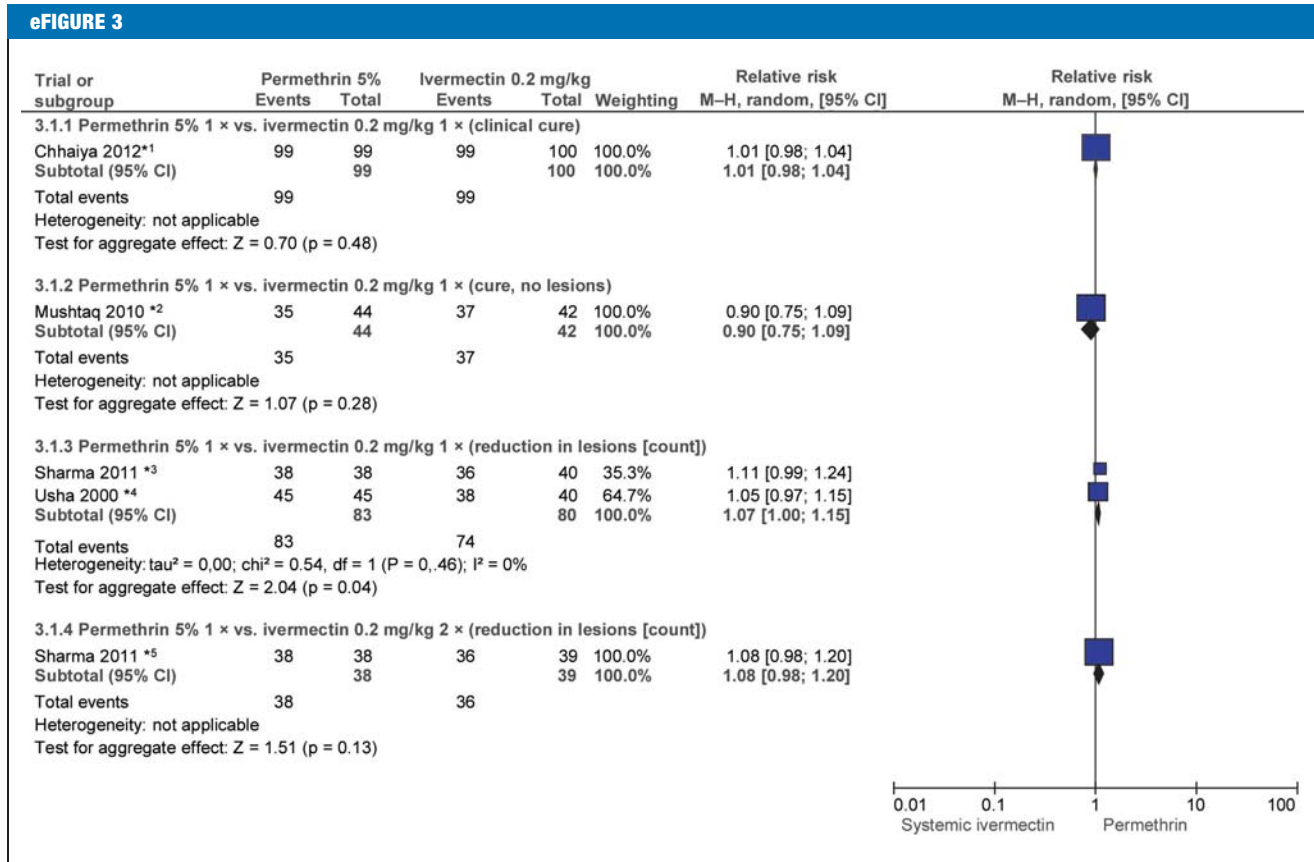 eFIGURE 3
Trial or subgroup Permethrin 5% Events Total Ivermectin 0.2 mg/kg Events Total Weighting Relative risk M–H, random, [95% CI] Relative risk M–H, random, [95% CI]
3.1.1 Permethrin 5% 1 × vs. ivermectin 0.2 mg/kg 1 × (clinical cure)
Chhaiya 2012*1 99 99 99 100 100.0% 1.01 [0.98; 1.04]
Subtotal (95% CI) 99 100 100.0% 1.01 [0.98; 1.04]
Total events 99 99
Heterogeneity: not applicable
Test for aggregate effect: Z = 0.70 (p = 0.48)
3.1.2 Permethrin 5% 1 × vs. ivermectin 0.2 mg/kg 1 × (cure, no lesions)
Mushtaq 2010 *2 35 44 37 42 100.0% 0.90 [0.75; 1.09]
Subtotal (95% CI) 44 42 100.0% 0.90 [0.75; 1.09]
Total events 35 37
Heterogeneity: not applicable
Test for aggregate effect: Z = 1.07 (p = 0.28)
3.1.3 Permethrin 5% 1 × vs. ivermectin 0.2 mg/kg 1 × (reduction in lesions [count])
Sharma 2011 *3 38 38 36 40 35.3% 1.11 [0.99; 1.24]
Usha 2000 *4 45 45 38 40 64.7% 1.05 [0.97; 1.15]
Subtotal (95% CI) 83 80 100.0% 1.07 [1.00; 1.15]
Total events 83 74
Heterogeneity: tau² = 0,00; chi² = 0.54, df = 1 (P = 0,.46); I² = 0%
Test for aggregate effect: Z = 2.04 (p = 0.04)
3.1.4 Permethrin 5% 1 × vs. ivermectin 0.2 mg/kg 2 × (reduction in lesions [count])
Sharma 2011 *5 38 38 36 39 100.0% 1.08 [0.98; 1.20]
Subtotal (95% CI) 38 39 100.0% 1.08 [0.98; 1.20]
Total events 38 36
Heterogeneity: not applicable
Test for aggregate effect: Z = 1.51 (p = 0.13)
0.01 0.1 1 10 100
Systemic ivermectin Permethrin